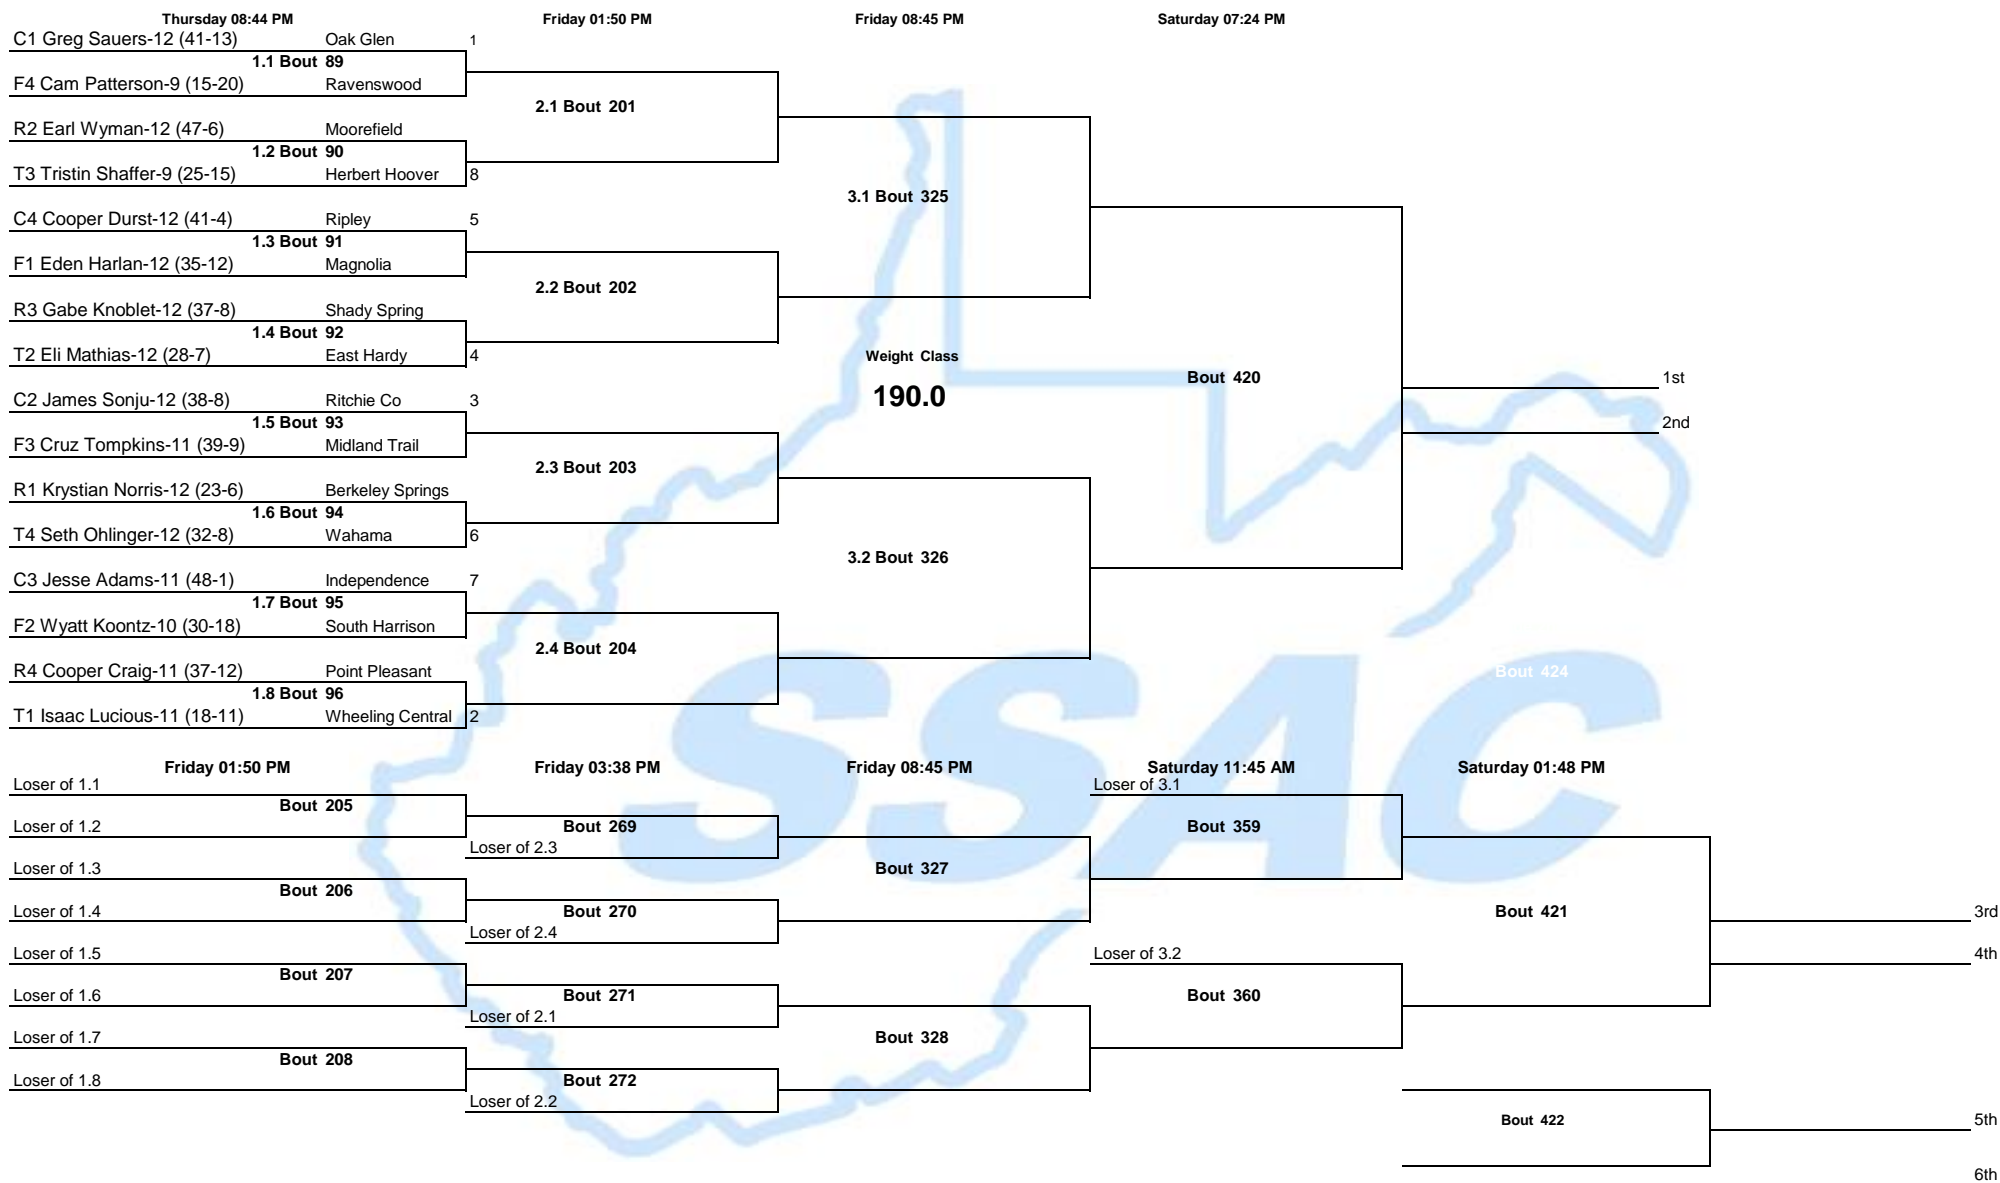 Thursday 08:44 PM Friday 01:50 PM Friday 08:45 PM Saturday 07:24 PM
C1 Greg Sauers-12 (41-13) Oak Glen 1
1.1 Bout 89
F4 Cam Patterson-9 (15-20) Ravenswood
2.1 Bout 201
R2 Earl Wyman-12 (47-6) Moorefield
1.2 Bout 90
T3 Tristin Shaffer-9 (25-15) Herbert Hoover 8
3.1 Bout 325
C4 Cooper Durst-12 (41-4) Ripley 5
1.3 Bout 91
F1 Eden Harlan-12 (35-12) Magnolia
2.2 Bout 202
R3 Gabe Knoblet-12 (37-8) Shady Spring
1.4 Bout 92
T2 Eli Mathias-12 (28-7) East Hardy 4
Weight Class
Bout 420 1st
190.0
C2 James Sonju-12 (38-8) Ritchie Co 3
1.5 Bout 93 2nd
F3 Cruz Tompkins-11 (39-9) Midland Trail
2.3 Bout 203
R1 Krystian Norris-12 (23-6) Berkeley Springs
1.6 Bout 94
T4 Seth Ohlinger-12 (32-8) Wahama 6
3.2 Bout 326
C3 Jesse Adams-11 (48-1) Independence 7
1.7 Bout 95
F2 Wyatt Koontz-10 (30-18) South Harrison
2.4 Bout 204
R4 Cooper Craig-11 (37-12) Point Pleasant Bout 424
1.8 Bout 96
T1 Isaac Lucious-11 (18-11) Wheeling Central 2
SSAC
Friday 01:50 PM Friday 03:38 PM Friday 08:45 PM Saturday 11:45 AM Saturday 01:48 PM
Loser of 1.1 Loser of 3.1
Bout 205
Loser of 1.2 Bout 269 Bout 359
Loser of 2.3
Loser of 1.3 Bout 327
Bout 206
Loser of 1.4 Bout 270 Bout 421 3rd
Loser of 2.4
Loser of 1.5 Loser of 3.2 4th
Bout 207
Loser of 1.6 Bout 271 Bout 360
Loser of 2.1
Loser of 1.7 Bout 328
Bout 208
Loser of 1.8 Bout 272
Loser of 2.2
Bout 422 5th
6th